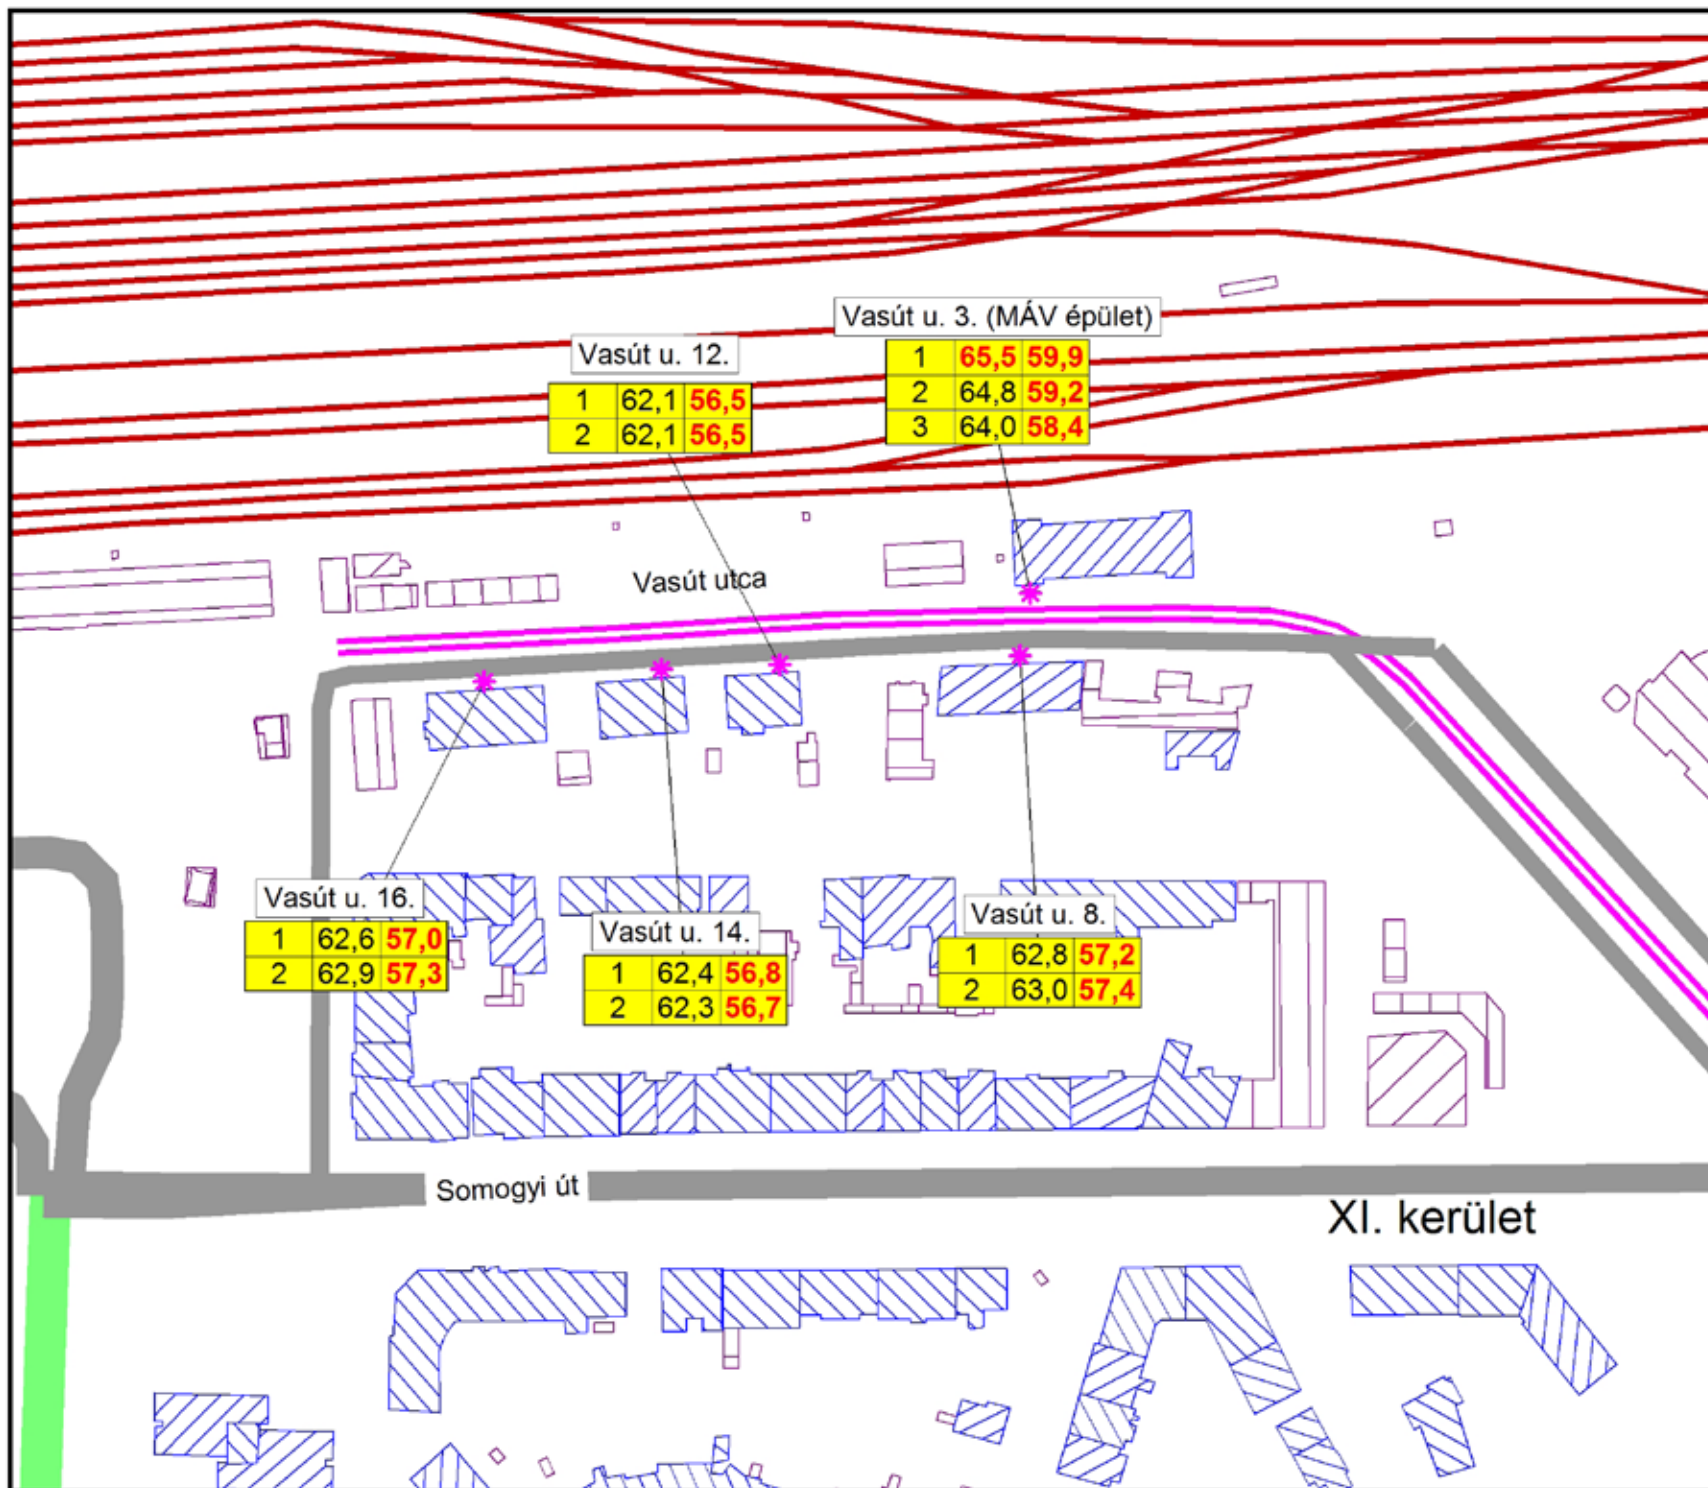 Vasút u. 3. (MÁV épület)
1 65,5 59,9
2 64,8 59,2
3 64,0 58,4
Vasút u. 12.
1 62,1 56,5
2 62,1 56,5
Vasút utca
Vasút u. 16.
1 62,6 57,0
2 62,9 57,3
Vasút u. 14.
1 62,4 56,8
2 62,3 56,7
Vasút u. 8.
1 62,8 57,2
2 63,0 57,4
Somogyi út
XI. kerület